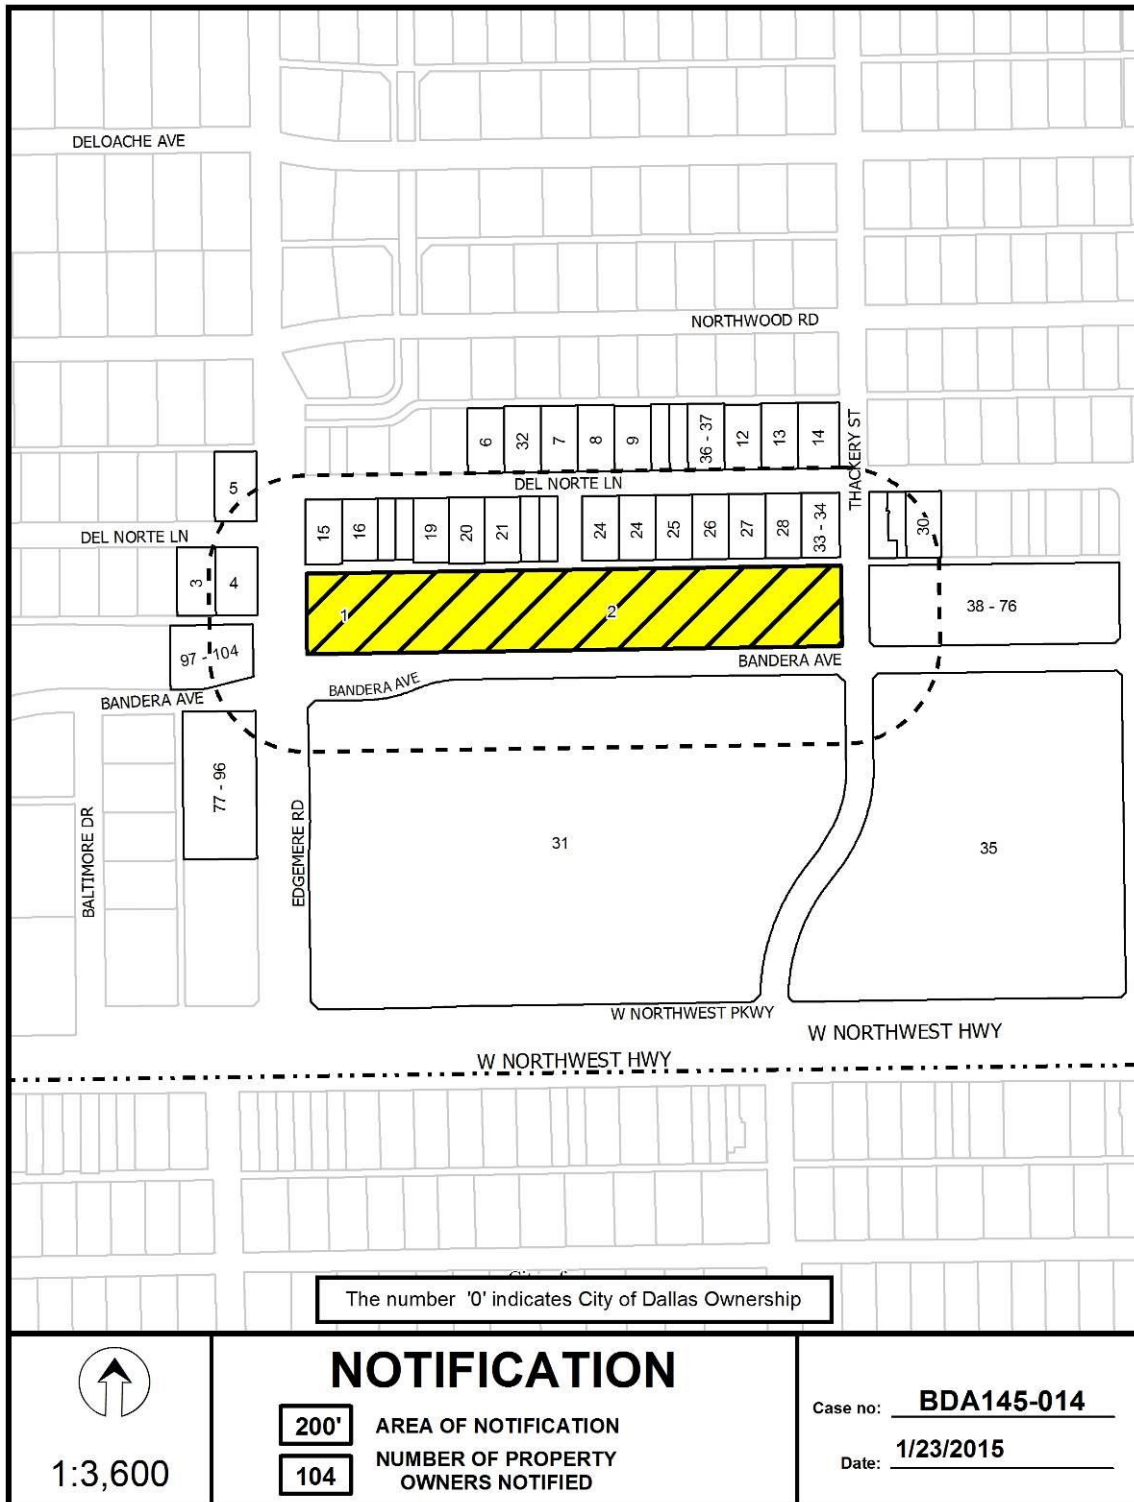 DELOACHE AVE
NORTHWOOD RD
THACKERY ST
6
32
7
8
9
36 - 37
12
13
14
5
DEL NORTE LN
DEL NORTE LN
15
16
19
20
21
24
24
25
26
27
28
33 - 34
30
3
4
1
2
38 - 76
97 - 104
BANDERA AVE
BANDERA AVE
BANDERA AVE
77 - 96
BALTIMORE DR
EDGEMERE RD
31
35
W NORTHWEST PKWY
W NORTHWEST HWY
W NORTHWEST HWY
The number '0' indicates City of Dallas Ownership
1:3,600
NOTIFICATION
200' AREA OF NOTIFICATION
104 NUMBER OF PROPERTY
OWNERS NOTIFIED
Case no: BDA145-014
Date: 1/23/2015